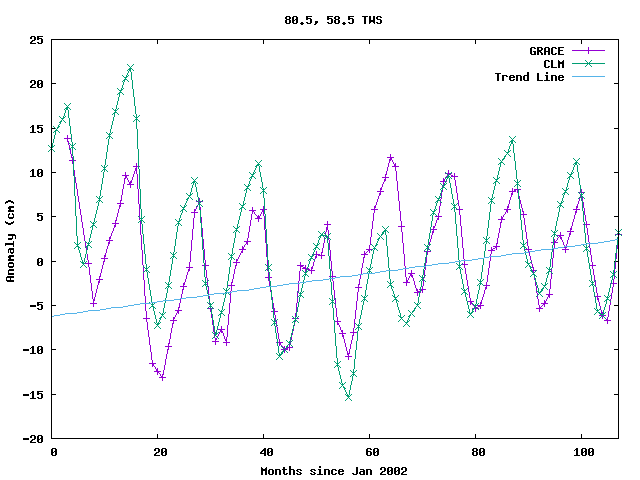 80.5, 58.5 TWS
GRACE
CLM
Trend Line
25
20
15
10
5
0
-5
-10
-15
-20
Anomaly (cm)
0 20 40 60 80 100
Months since Jan 2002